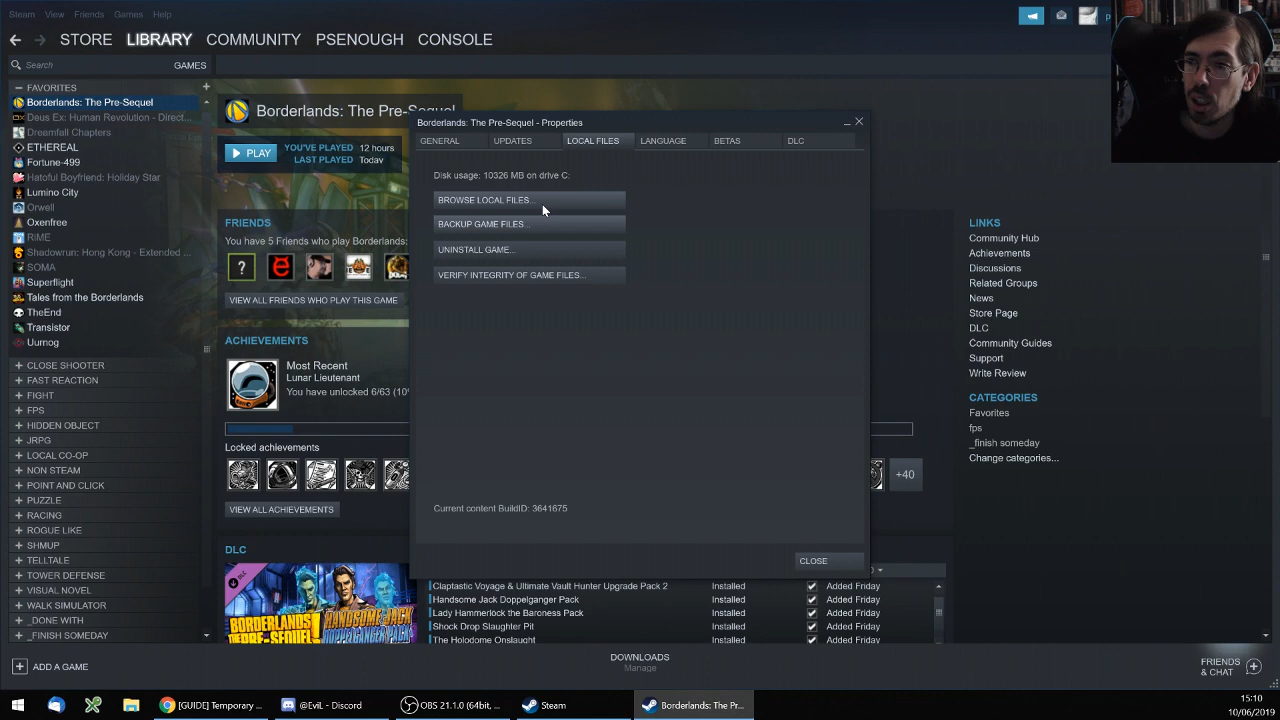 Steam View Friends Games Help
STORE LIBRARY COMMUNITY PSENOUGH CONSOLE
Search GAMES
FAVORITES
Borderlands: The Pre-Sequel
Deus Ex: Human Revolution - Direct...
Dreamfall Chapters
ETHEREAL
Fortune-499
Hatoful Boyfriend: Holiday Star
Lumino City
Orwell
Oxenfree
RiME
Shadowrun: Hong Kong - Extended ...
SOMA
Superflight
Tales from the Borderlands
TheEnd
Transistor
Uurnog
CLOSE SHOOTER
FAST REACTION
FIGHT
FPS
HIDDEN OBJECT
JRPG
LOCAL CO-OP
NON STEAM
POINT AND CLICK
PUZZLE
RACING
ROGUE LIKE
SHMUP
TELLTALE
TOWER DEFENSE
VISUAL NOVEL
WALK SIMULATOR
_DONE WITH
_FINISH SOMEDAY
ADD A GAME
Borderlands: The Pre-Sequel
PLAY
YOU'VE PLAYED 12 hours
LAST PLAYED Today
FRIENDS
You have 5 Friends who play Borderlands:
?
VIEW ALL FRIENDS WHO PLAY THIS GAME
ACHIEVEMENTS
Most Recent
Lunar Lieutenant
You have unlocked 6/63 (10%
Locked achievements
+40
VIEW ALL ACHIEVEMENTS
DLC
BORDERLANDS
THE PRE-SEQUEL!
HANDSOME JACK
DOPPELGANGER PACK
Borderlands: The Pre-Sequel - Properties
GENERAL UPDATES LOCAL FILES LANGUAGE BETAS DLC
Disk usage: 10326 MB on drive C:
BROWSE LOCAL FILES...
BACKUP GAME FILES...
UNINSTALL GAME...
VERIFY INTEGRITY OF GAME FILES...
Current content BuildID: 3641675
CLOSE
Claptastic Voyage & Ultimate Vault Hunter Upgrade Pack 2 Installed Added Friday
Handsome Jack Doppelganger Pack Installed Added Friday
Lady Hammerlock the Baroness Pack Installed Added Friday
Shock Drop Slaughter Pit Installed Added Friday
The Holodome Onslaught Installed Added Friday
LINKS
Community Hub
Achievements
Discussions
Related Groups
News
Store Page
DLC
Community Guides
Support
Write Review
CATEGORIES
Favorites
fps
_finish someday
Change categories...
DOWNLOADS
Manage
FRIENDS
& CHAT
[GUIDE] Temporary ... @EviL - Discord OBS 21.1.0 (64bit, ... Steam Borderlands: The Pr...
15:10
10/06/2019